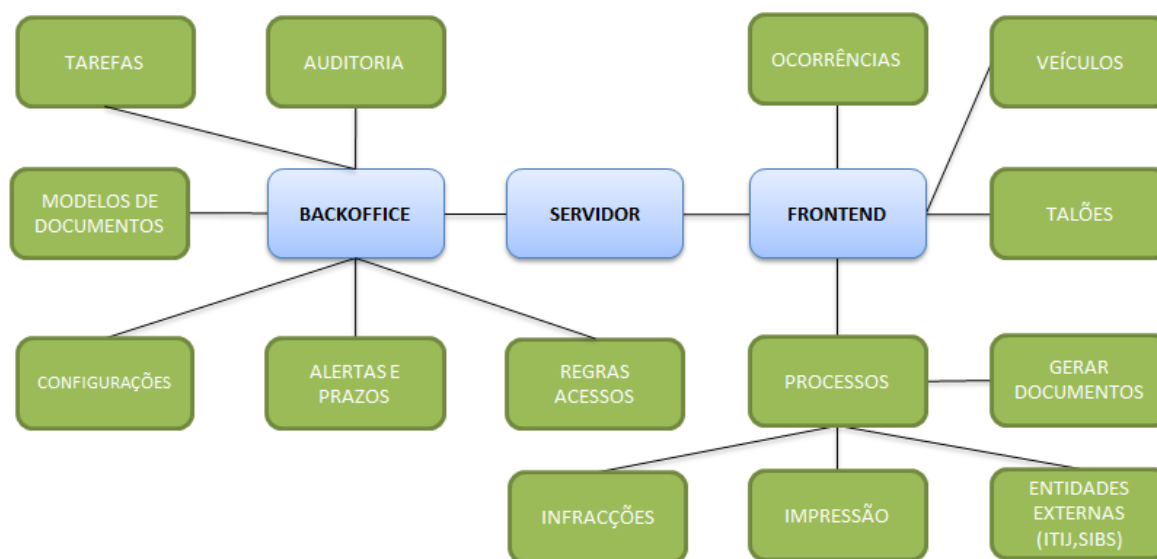 TAREFAS
AUDITORIA
OCORRÊNCIAS
VEÍCULOS
MODELOS DE
DOCUMENTOS
BACKOFFICE
SERVIDOR
FRONTEND
TALÕES
CONFIGURAÇÕES
ALERTAS E
PRAZOS
REGRAS
ACESSOS
PROCESSOS
GERAR
DOCUMENTOS
INFRACÇÕES
IMPRESSÃO
ENTIDADES
EXTERNAS
(ITIJ,SIBS)